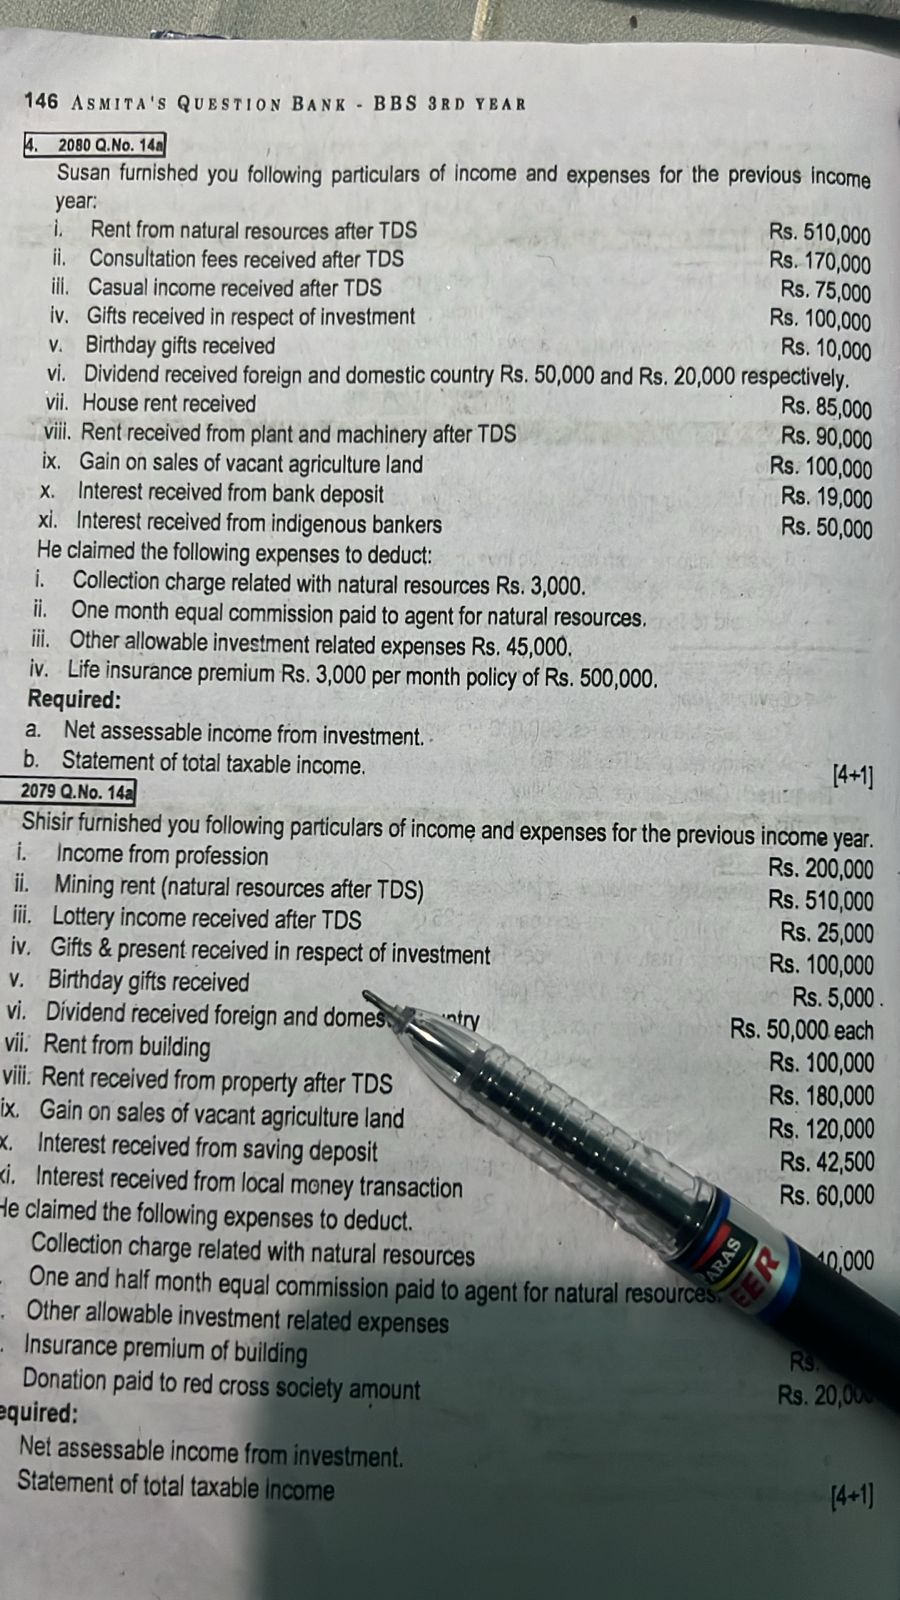 146 ASMITA'S QUESTION BANK - BBS 3RD YEAR
4. 2080 Q.No. 14a
Susan furnished you following particulars of income and expenses for the previous income
year:
i. Rent from natural resources after TDS Rs. 510,000
ii. Consultation fees received after TDS Rs. 170,000
iii. Casual income received after TDS Rs. 75,000
iv. Gifts received in respect of investment Rs. 100,000
v. Birthday gifts received Rs. 10,000
vi. Dividend received foreign and domestic country Rs. 50,000 and Rs. 20,000 respectively.
vii. House rent received Rs. 85,000
viii. Rent received from plant and machinery after TDS Rs. 90,000
ix. Gain on sales of vacant agriculture land Rs. 100,000
x. Interest received from bank deposit Rs. 19,000
xi. Interest received from indigenous bankers Rs. 50,000
He claimed the following expenses to deduct:
i. Collection charge related with natural resources Rs. 3,000.
ii. One month equal commission paid to agent for natural resources.
iii. Other allowable investment related expenses Rs. 45,000.
iv. Life insurance premium Rs. 3,000 per month policy of Rs. 500,000.
Required:
a. Net assessable income from investment.
b. Statement of total taxable income. [4+1]
2079 Q.No. 14a
Shisir furnished you following particulars of income and expenses for the previous income year.
i. Income from profession Rs. 200,000
ii. Mining rent (natural resources after TDS) Rs. 510,000
iii. Lottery income received after TDS Rs. 25,000
iv. Gifts & present received in respect of investment Rs. 100,000
v. Birthday gifts received Rs. 5,000.
vi. Dividend received foreign and domes ntry Rs. 50,000 each
vii. Rent from building Rs. 100,000
viii. Rent received from property after TDS Rs. 180,000
ix. Gain on sales of vacant agriculture land Rs. 120,000
x. Interest received from saving deposit Rs. 42,500
xi. Interest received from local money transaction Rs. 60,000
He claimed the following expenses to deduct.
Collection charge related with natural resources 10,000
One and half month equal commission paid to agent for natural resources.
Other allowable investment related expenses
Insurance premium of building Rs.
Donation paid to red cross society amount Rs. 20,00
equired:
Net assessable income from investment.
Statement of total taxable income [4+1]
ARAS
EER